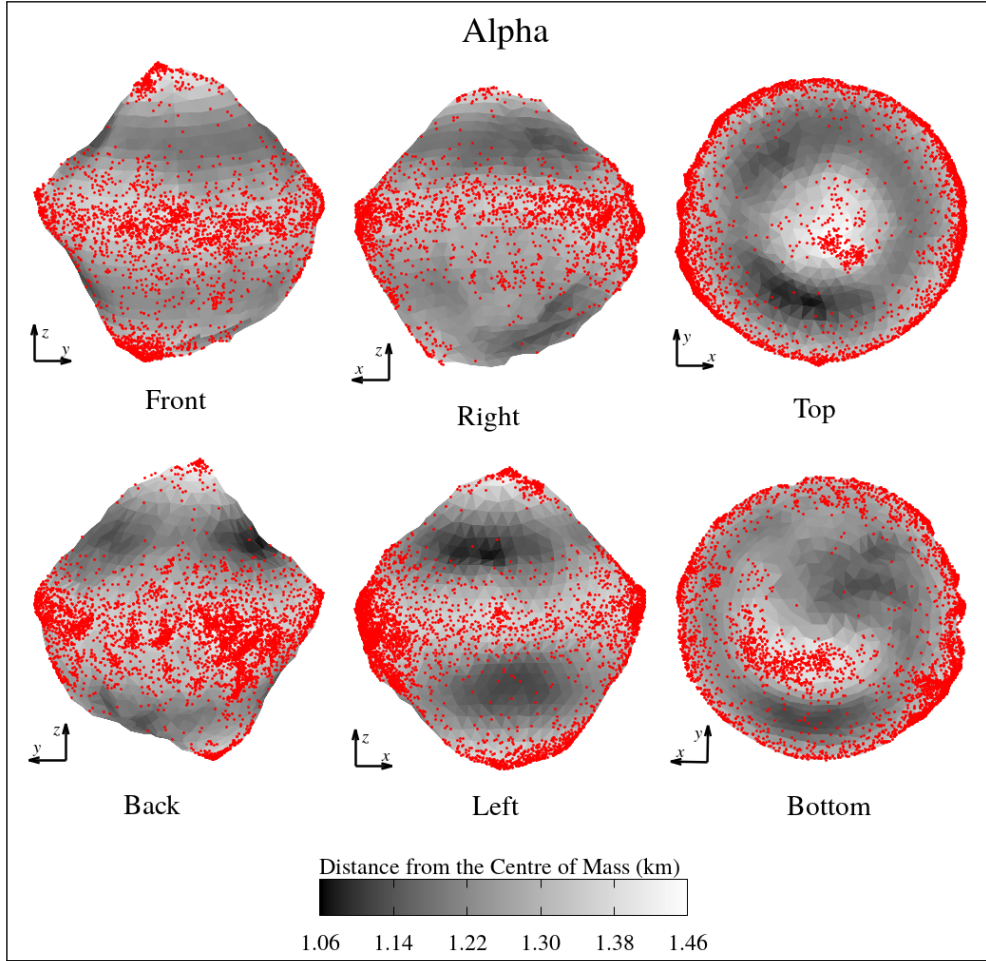 Alpha
z
y
Front
z
x
Right
y
x
Top
z
y
Back
z
x
Left
y
x
Bottom
Distance from the Centre of Mass (km)
1.06 1.14 1.22 1.30 1.38 1.46